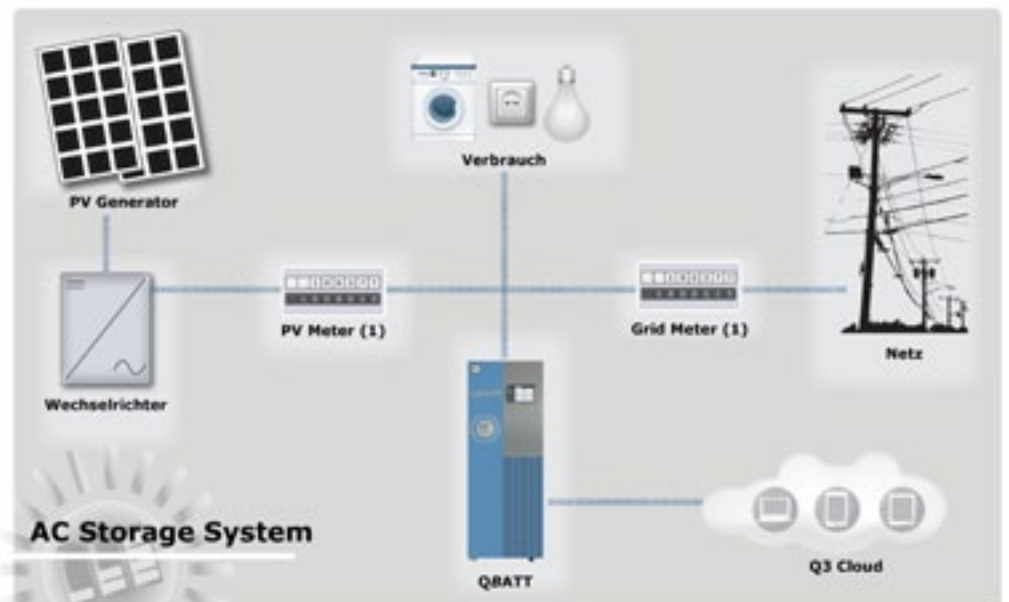 PV Generator
Verbrauch
PV Meter (1)
Grid Meter (1)
Netz
Wechselrichter
AC Storage System
QBATT
Q3 Cloud